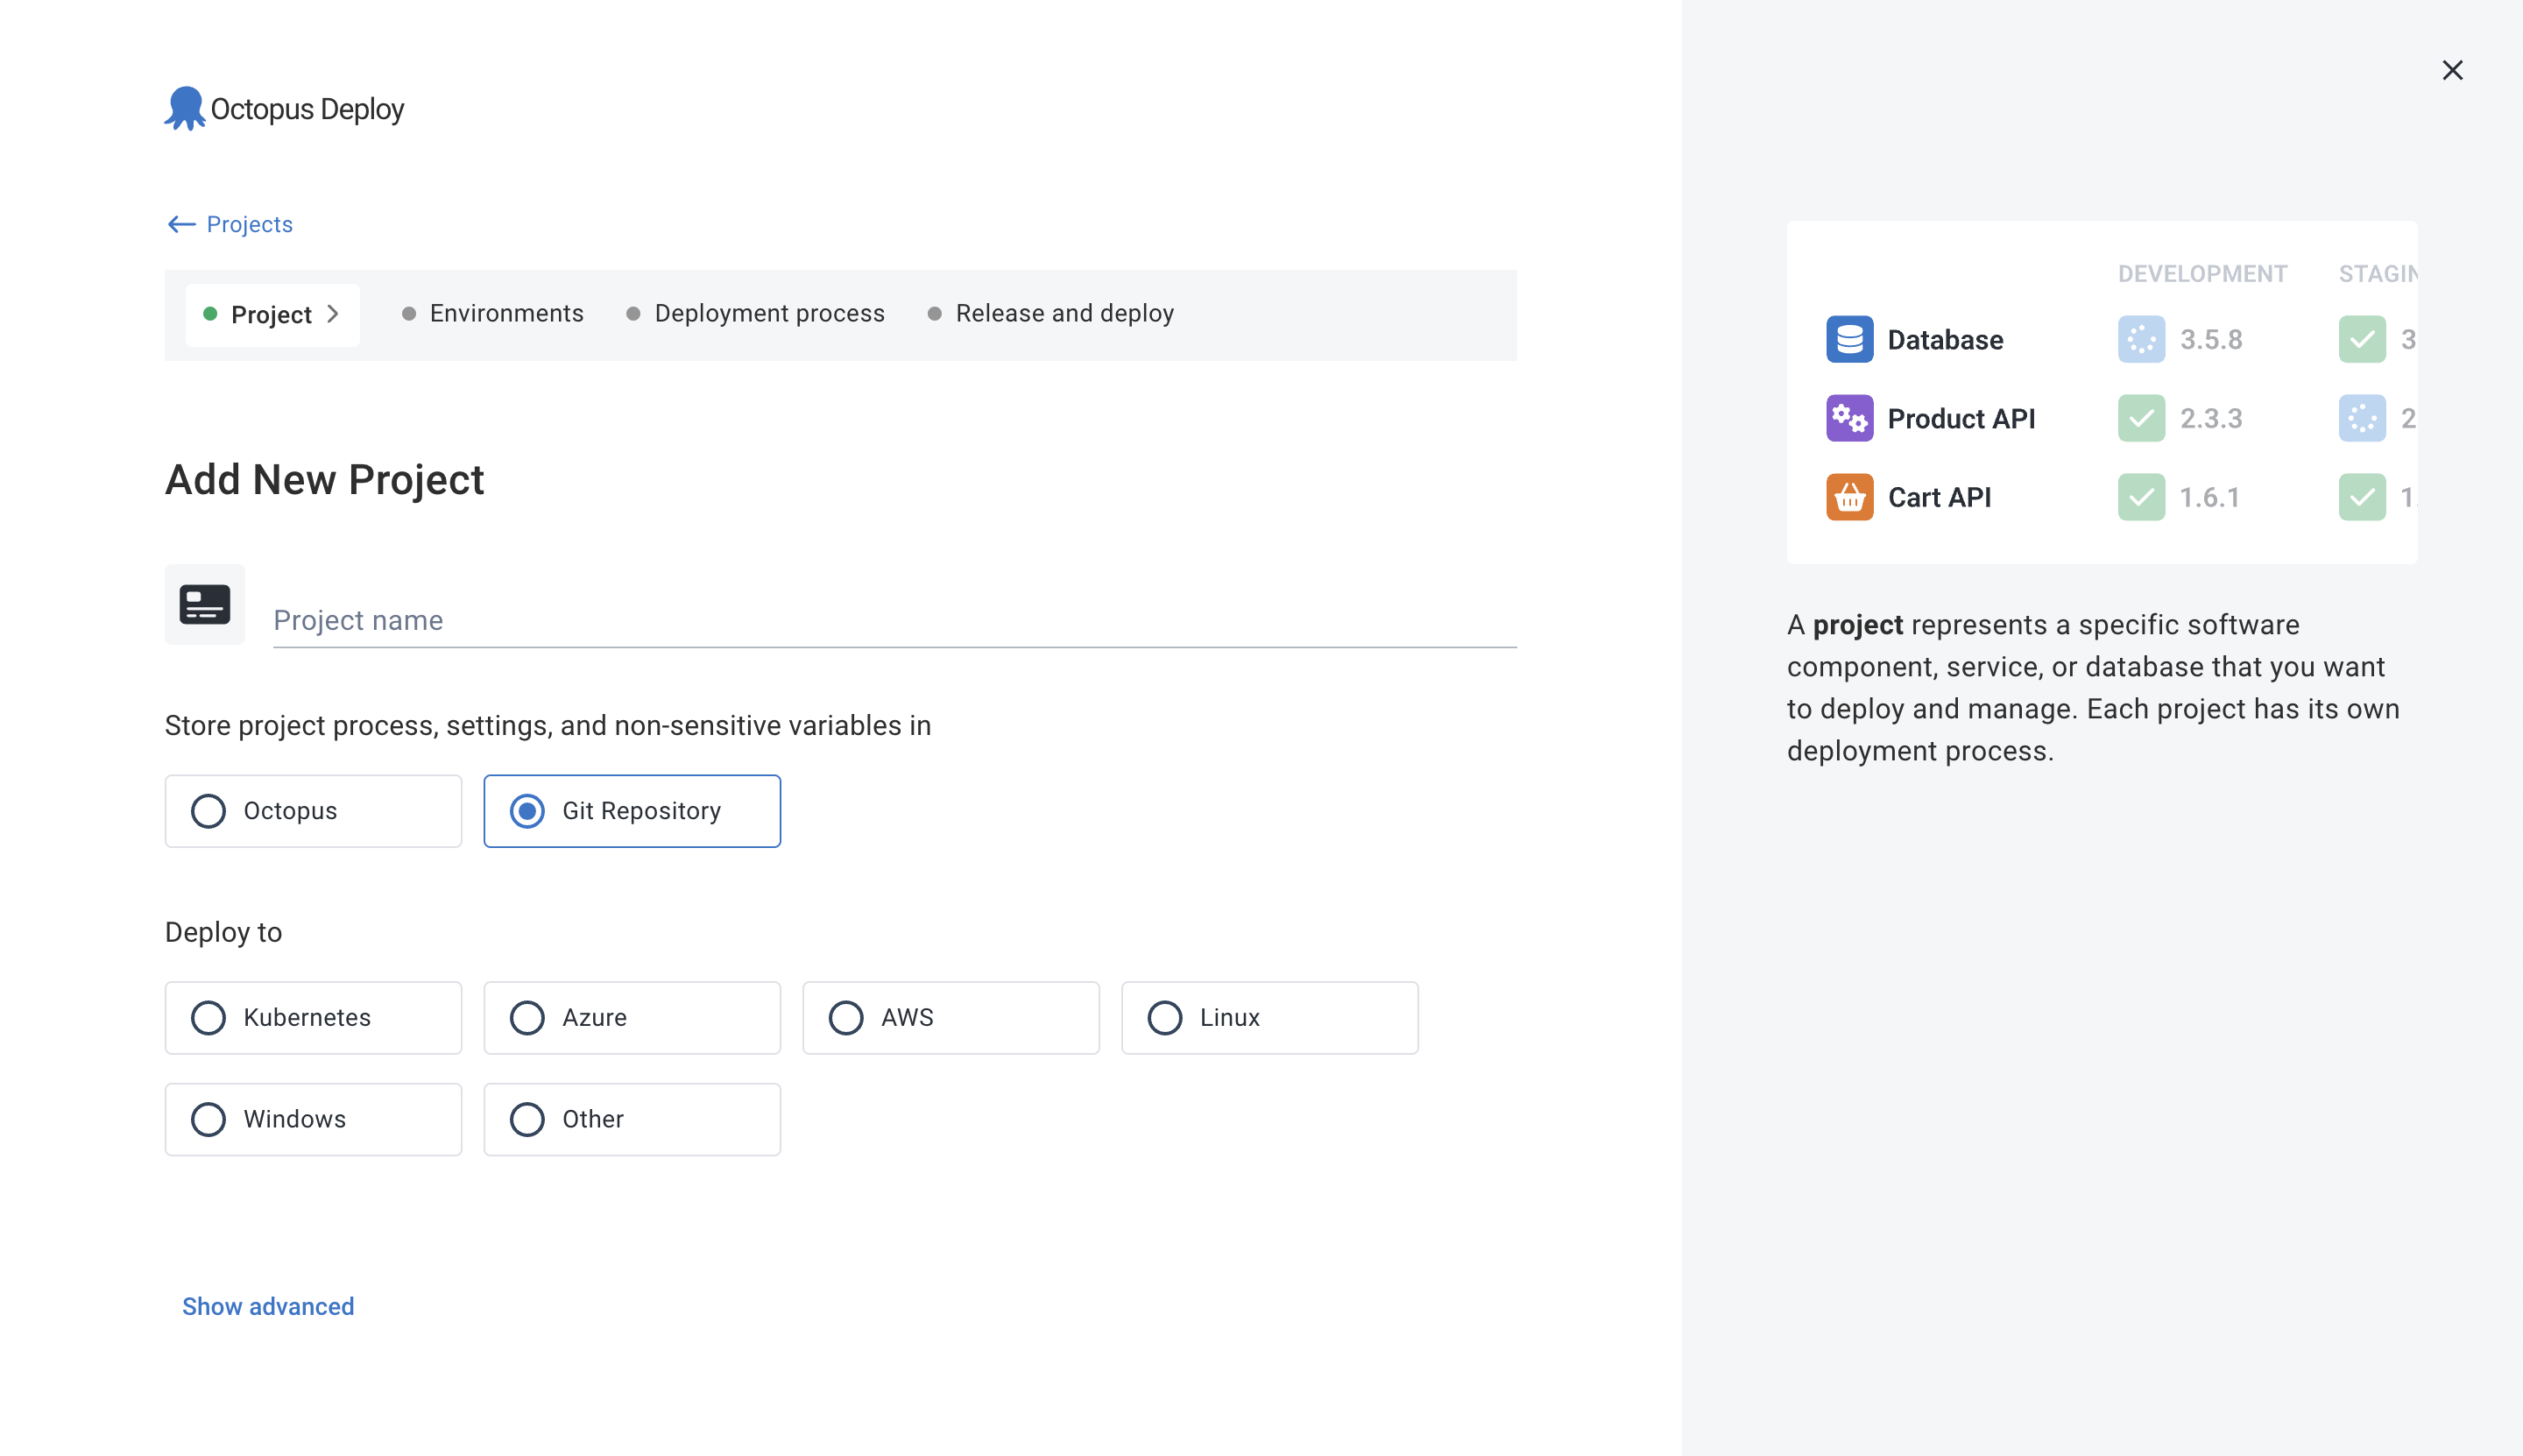 Octopus Deploy
Projects
Project
Environments
Deployment process
Release and deploy
Add New Project
Project name
Store project process, settings, and non-sensitive variables in
Octopus
Git Repository
Deploy to
Kubernetes
Azure
AWS
Linux
Windows
Other
Show advanced
DEVELOPMENT STAGIN
Database 3.5.8 3
Product API 2.3.3 2
Cart API 1.6.1 1.
A project represents a specific software
component, service, or database that you want
to deploy and manage. Each project has its own
deployment process.